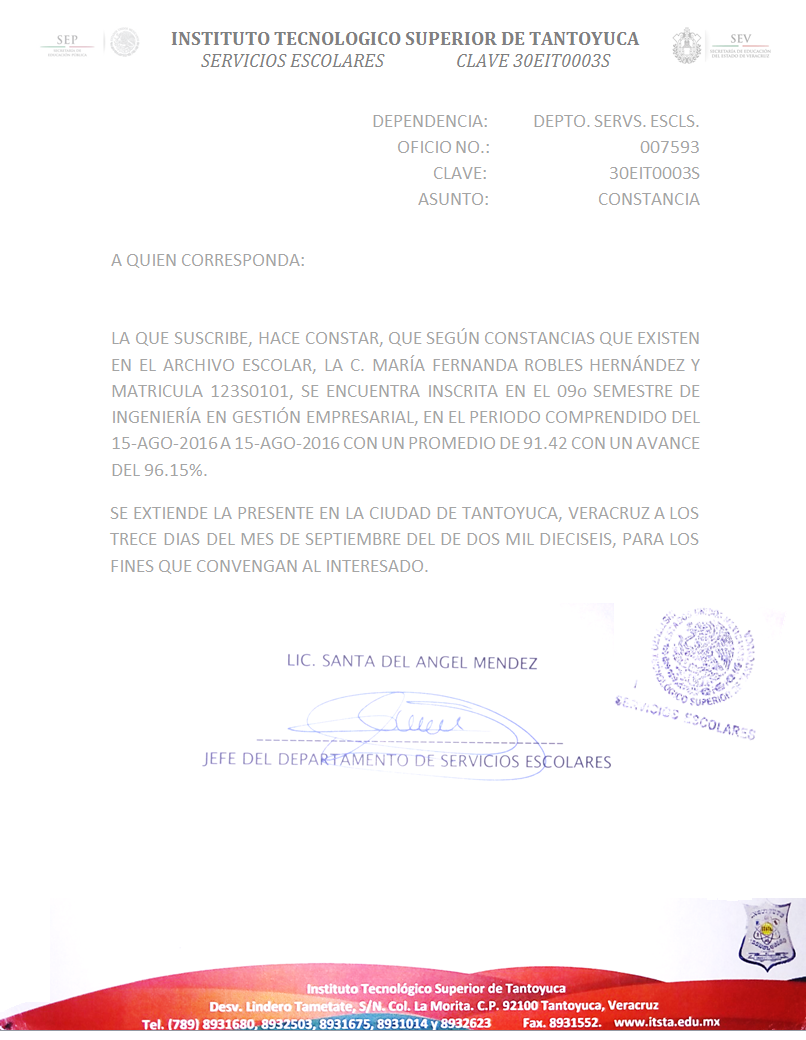 SEP
SECRETARÍA DE
EDUCACIÓN PÚBLICA
INSTITUTO TECNOLOGICO SUPERIOR DE TANTOYUCA
SERVICIOS ESCOLARES CLAVE 30EIT0003S
SEV
SECRETARÍA DE EDUCACIÓN
DEL ESTADO DE VERACRUZ
DEPENDENCIA: DEPTO. SERVS. ESCLS.
OFICIO NO.: 007593
CLAVE: 30EIT0003S
ASUNTO: CONSTANCIA
A QUIEN CORRESPONDA:
LA QUE SUSCRIBE, HACE CONSTAR, QUE SEGÚN CONSTANCIAS QUE EXISTEN
EN EL ARCHIVO ESCOLAR, LA C. MARÍA FERNANDA ROBLES HERNÁNDEZ Y
MATRICULA 123S0101, SE ENCUENTRA INSCRITA EN EL 09o SEMESTRE DE
INGENIERÍA EN GESTIÓN EMPRESARIAL, EN EL PERIODO COMPRENDIDO DEL
15-AGO-2016 A 15-AGO-2016 CON UN PROMEDIO DE 91.42 CON UN AVANCE
DEL 96.15%.
SE EXTIENDE LA PRESENTE EN LA CIUDAD DE TANTOYUCA, VERACRUZ A LOS
TRECE DIAS DEL MES DE SEPTIEMBRE DEL DE DOS MIL DIECISEIS, PARA LOS
FINES QUE CONVENGAN AL INTERESADO.
LIC. SANTA DEL ANGEL MENDEZ
JEFE DEL DEPARTAMENTO DE SERVICIOS ESCOLARES
SUPERIOR DE
SERVICIOS ESCOLARES
Instituto Tecnológico Superior de Tantoyuca
Desv. Lindero Tametate, S/N. Col. La Morita. C.P. 92100 Tantoyuca, Veracruz
Tel. (789) 8931680, 8932503, 8931675, 8931014 y 8932623 Fax. 8931552. www.itsta.edu.mx